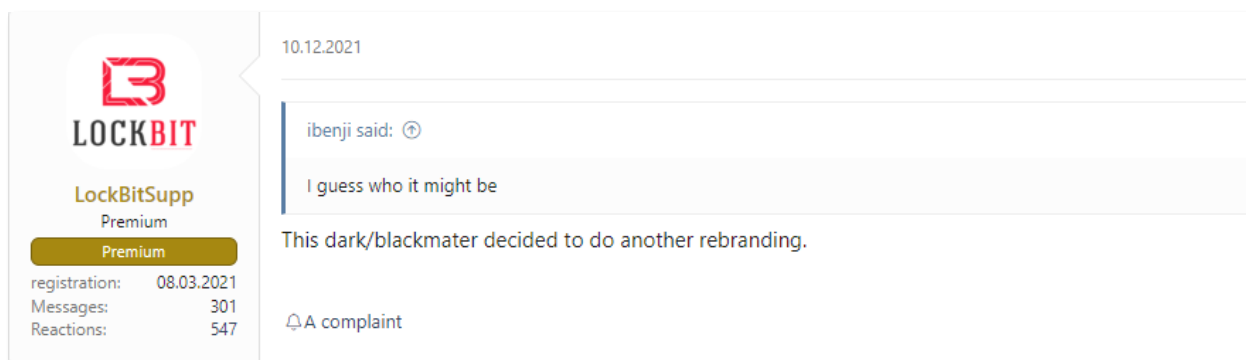 LOCKBIT
LockBitSupp
Premium
Premium
registration: 08.03.2021
Messages: 301
Reactions: 547
10.12.2021
ibenji said:
I guess who it might be
This dark/blackmater decided to do another rebranding.
A complaint